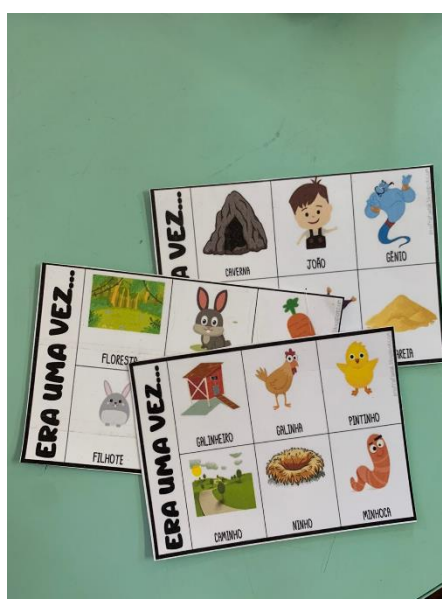 A VEZ...
CAVERNA
JOÃO
GÊNIO
AREIA
ERA UMA VEZ...
FLORESTA
FILHOTE
ERA UMA VEZ...
GALINHEIRO
GALINHA
PINTINHO
CAMINHO
NINHO
MINHOCA